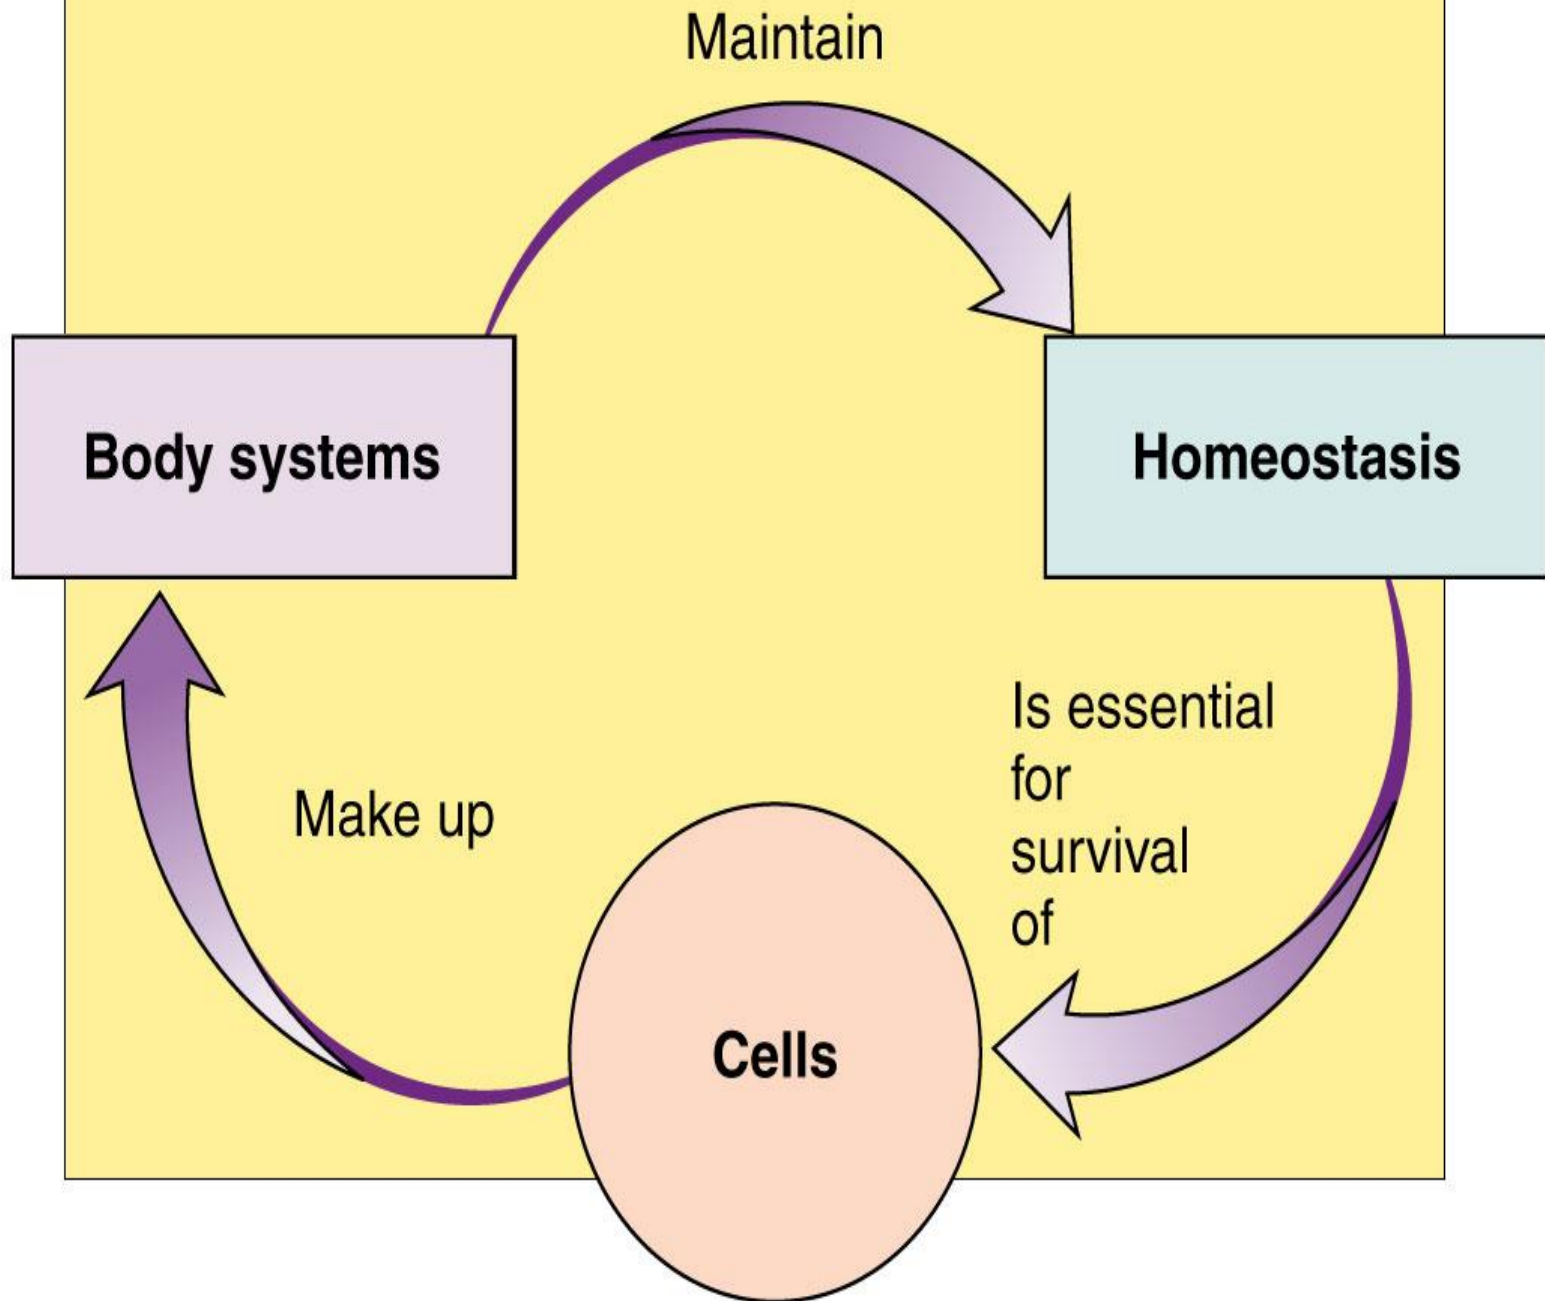 Maintain
Body systems
Homeostasis
Is essential
for
survival
of
Make up
Cells